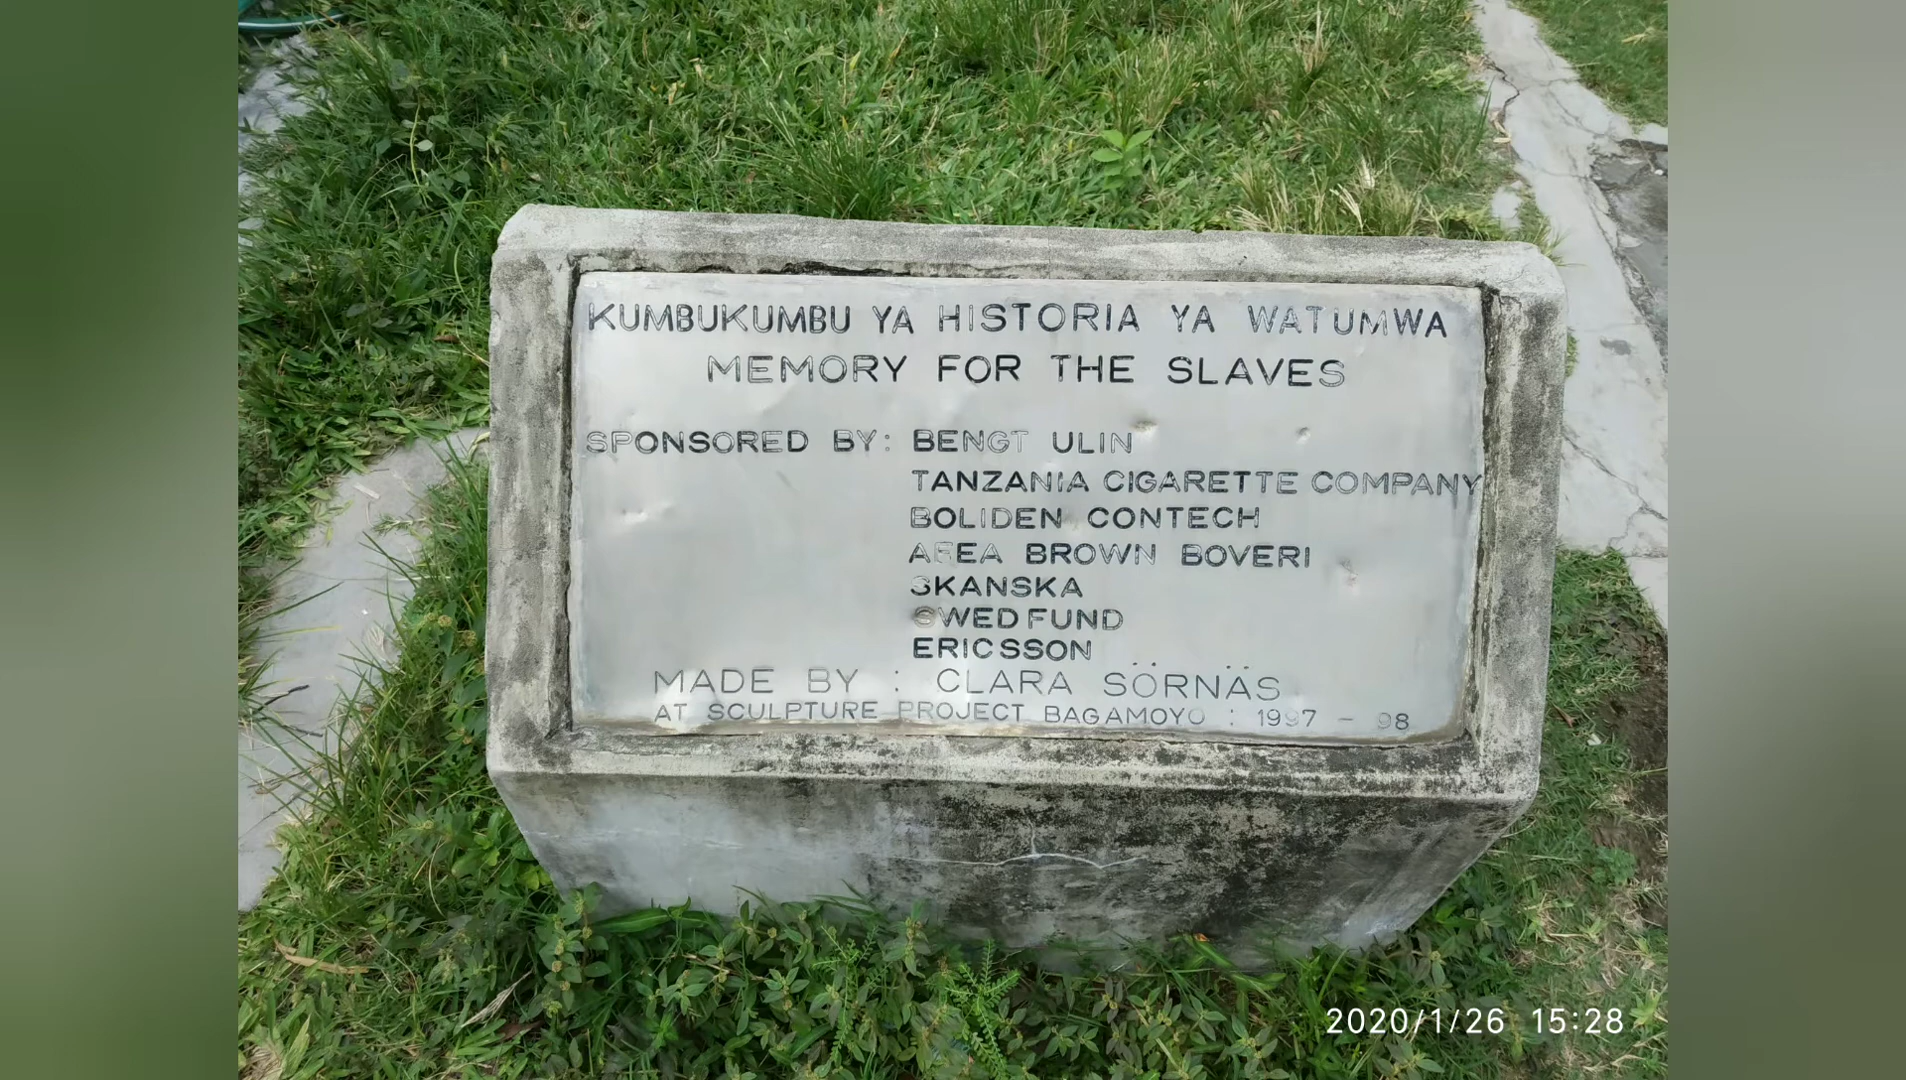 KUMBUKUMBU YA HISTORIA YA WATUMWA
MEMORY FOR THE SLAVES
SPONSORED BY: BENGT ULIN
TANZANIA CIGARETTE COMPANY
BOLIDEN CONTECH
ASEA BROWN BOVERI
SKANSKA
SWEDFUND
ERICSSON
MADE BY : CLARA SÖRNÄS
AT SCULPTURE PROJECT BAGAMOYO : 1997 - 98
2020/1/26 15:28